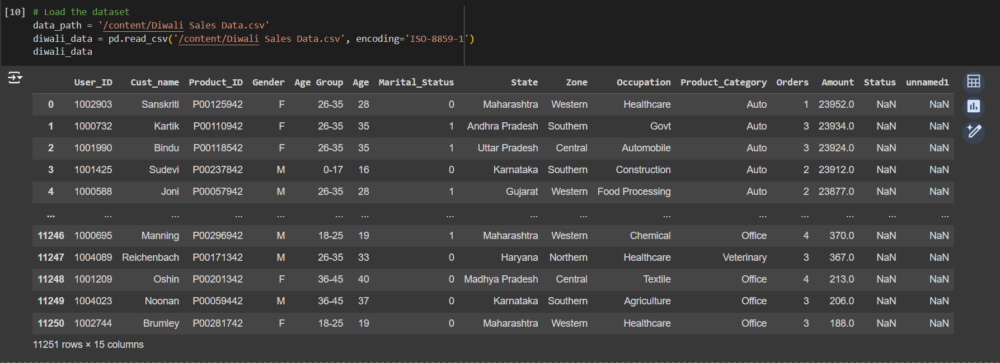 [10] # Load the dataset
data_path = '/content/Diwali Sales Data.csv'
diwali_data = pd.read_csv('/content/Diwali Sales Data.csv', encoding='ISO-8859-1')
diwali_data
User_ID Cust_name Product_ID Gender Age Group Age Marital_Status State Zone Occupation Product_Category Orders Amount Status unnamed1
0 1002903 Sanskriti P00125942 F 26-35 28 0 Maharashtra Western Healthcare Auto 1 23952.0 NaN NaN
1 1000732 Kartik P00110942 F 26-35 35 1 Andhra Pradesh Southern Govt Auto 3 23934.0 NaN NaN
2 1001990 Bindu P00118542 F 26-35 35 1 Uttar Pradesh Central Automobile Auto 3 23924.0 NaN NaN
3 1001425 Sudevi P00237842 M 0-17 16 0 Karnataka Southern Construction Auto 2 23912.0 NaN NaN
4 1000588 Joni P00057942 M 26-35 28 1 Gujarat Western Food Processing Auto 2 23877.0 NaN NaN
... ... ... ... ... ... ... ... ... ... ... ... ... ... ... ...
11246 1000695 Manning P00296942 M 18-25 19 1 Maharashtra Western Chemical Office 4 370.0 NaN NaN
11247 1004089 Reichenbach P00171342 M 26-35 33 0 Haryana Northern Healthcare Veterinary 3 367.0 NaN NaN
11248 1001209 Oshin P00201342 F 36-45 40 0 Madhya Pradesh Central Textile Office 4 213.0 NaN NaN
11249 1004023 Noonan P00059442 M 36-45 37 0 Karnataka Southern Agriculture Office 3 206.0 NaN NaN
11250 1002744 Brumley P00281742 F 18-25 19 0 Maharashtra Western Healthcare Office 3 188.0 NaN NaN
11251 rows × 15 columns